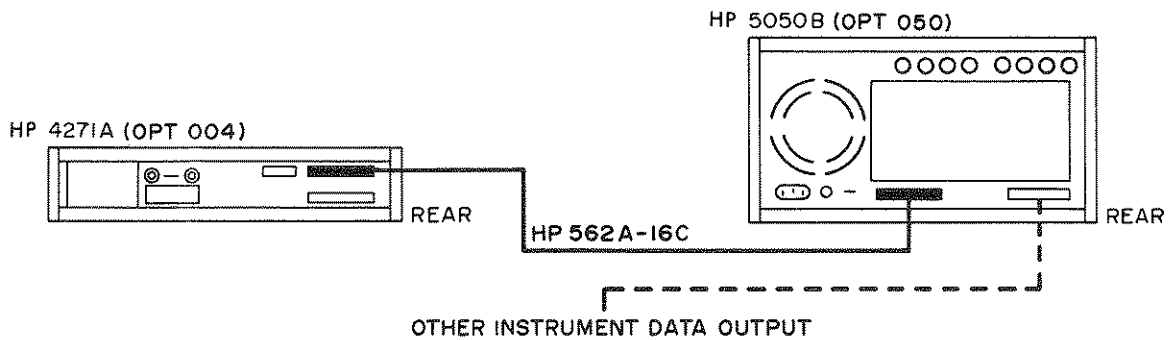 HP 5050B (OPT 050)
HP 4271A (OPT 004)
REAR
REAR
HP 562A-16C
OTHER INSTRUMENT DATA OUTPUT